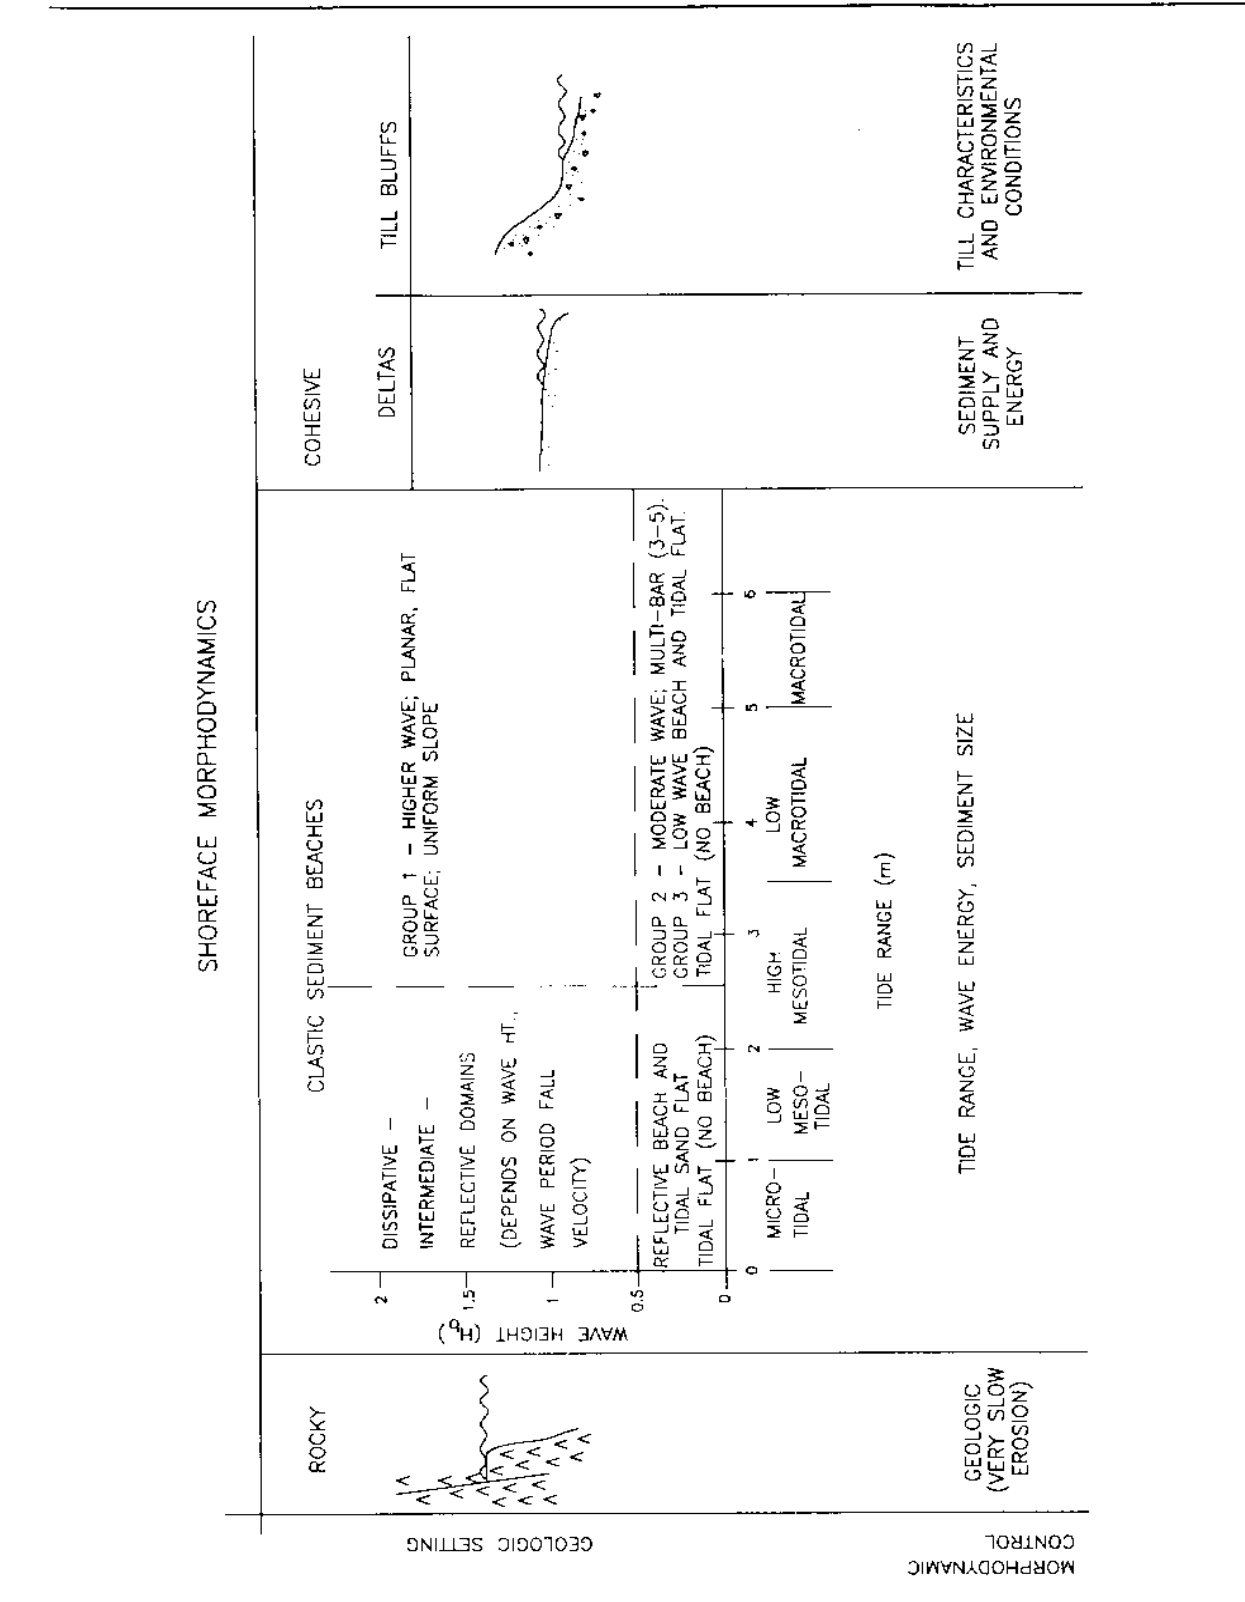 SHOREFACE MORPHODYNAMICS
GEOLOGIC SETTING
ROCKY
CLASTIC SEDIMENT BEACHES
COHESIVE
DELTAS
TILL BLUFFS
WAVE HEIGHT (Hb)
2
1.5
1
0.5
0
DISSIPATIVE –
INTERMEDIATE –
REFLECTIVE DOMAINS
(DEPENDS ON WAVE HT.,
WAVE PERIOD FALL
VELOCITY)
GROUP 1 – HIGHER WAVE; PLANAR, FLAT
SURFACE; UNIFORM SLOPE
REFLECTIVE BEACH AND
TIDAL SAND FLAT
TIDAL FLAT (NO BEACH)
GROUP 2 – MODERATE WAVE; MULTI–BAR (3–5).
GROUP 3 – LOW WAVE BEACH AND TIDAL FLAT.
TIDAL FLAT (NO BEACH)
0 1 2 3 4 5 6
MICRO–
TIDAL
LOW
MESO–
TIDAL
HIGH
MESOTIDAL
LOW
MACROTIDAL
MACROTIDAL
TIDE RANGE (m)
MORPHODYNAMIC
CONTROL
GEOLOGIC
(VERY SLOW
EROSION)
TIDE RANGE, WAVE ENERGY, SEDIMENT SIZE
SEDIMENT
SUPPLY AND
ENERGY
TILL CHARACTERISTICS
AND ENVIRONMENTAL
CONDITIONS